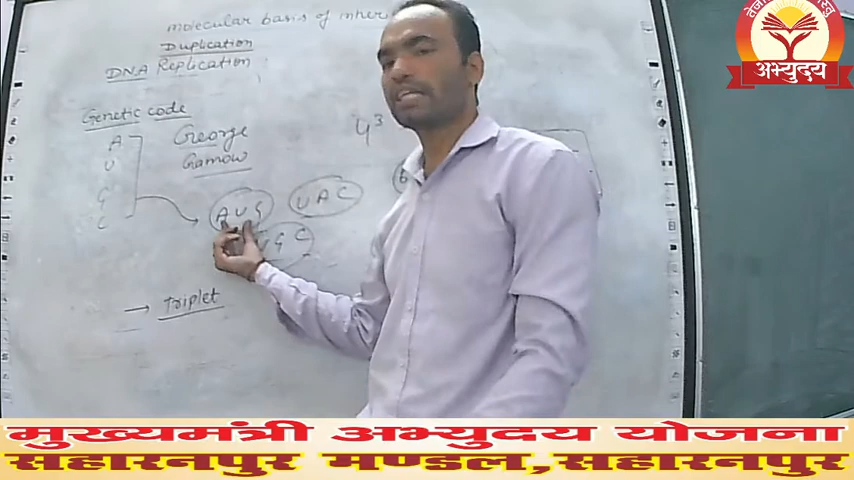 molecular basis of inher
Duplication
DNA Replication
Genetic code
A
U
G
C
George
Gamow
4³
AUG
UAC
UGC
→ Triplet
अभ्युदय
मुख्यमंत्री अभ्युदय योजना
सहारनपुर मण्डल,सहारनपुर